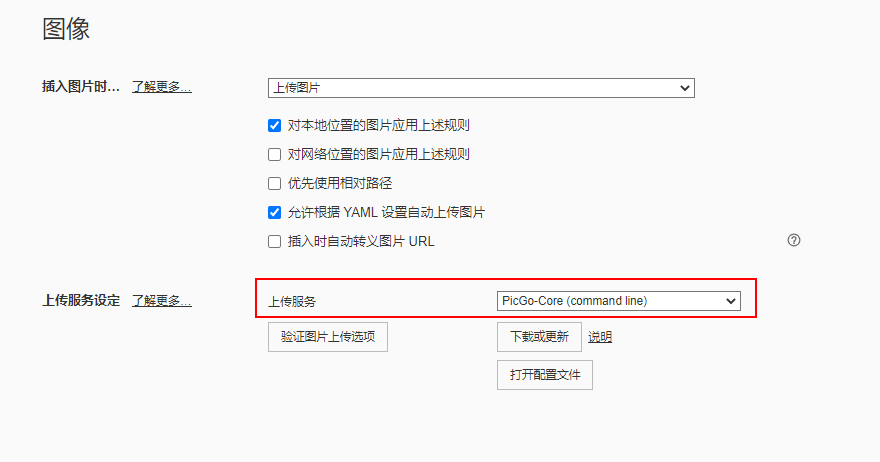 图像
插入图片时... 了解更多... 上传图片
对本地位置的图片应用上述规则
对网络位置的图片应用上述规则
优先使用相对路径
允许根据 YAML 设置自动上传图片
插入时自动转义图片 URL ?
上传服务设定 了解更多... 上传服务 PicGo-Core (command line)
验证图片上传选项 下载或更新 说明
打开配置文件